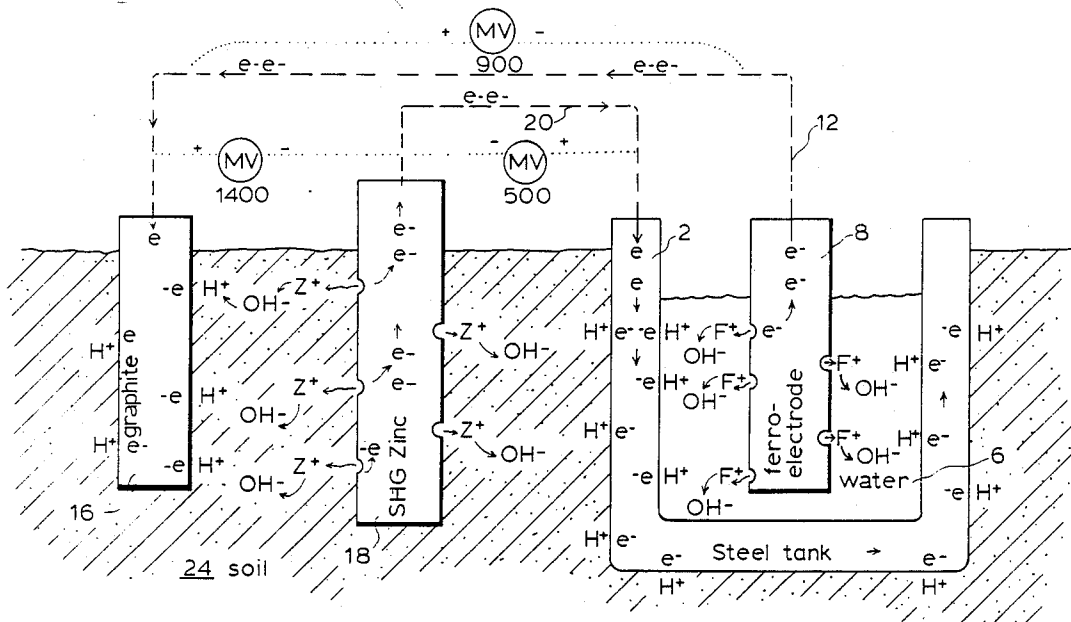 + MV -
900
e-e- e-e-
e-e-
20
12
+ MV - - MV +
1400 500
e
e-
e-
2
8
e
e
e-
e-
-e H+ OH- Z+
H+ e- -e H+ F+ e-
OH-
Z+ OH-
-e H+
e
H+
e-
e-
-e H+ F+
OH-
F+ OH-
H+ e-
-e H+ OH- Z+
graphite
H+ e-
-e H+
Z+ OH-
H+ e-
F+ OH-
H+ e-
OH- Z+
-e
SHG Zinc
-e H+ F+
OH-
ferro-
electrode
water
6
-e H+
16
18
H+ e-
e-
H+
Steel tank
e-
H+
24 soil